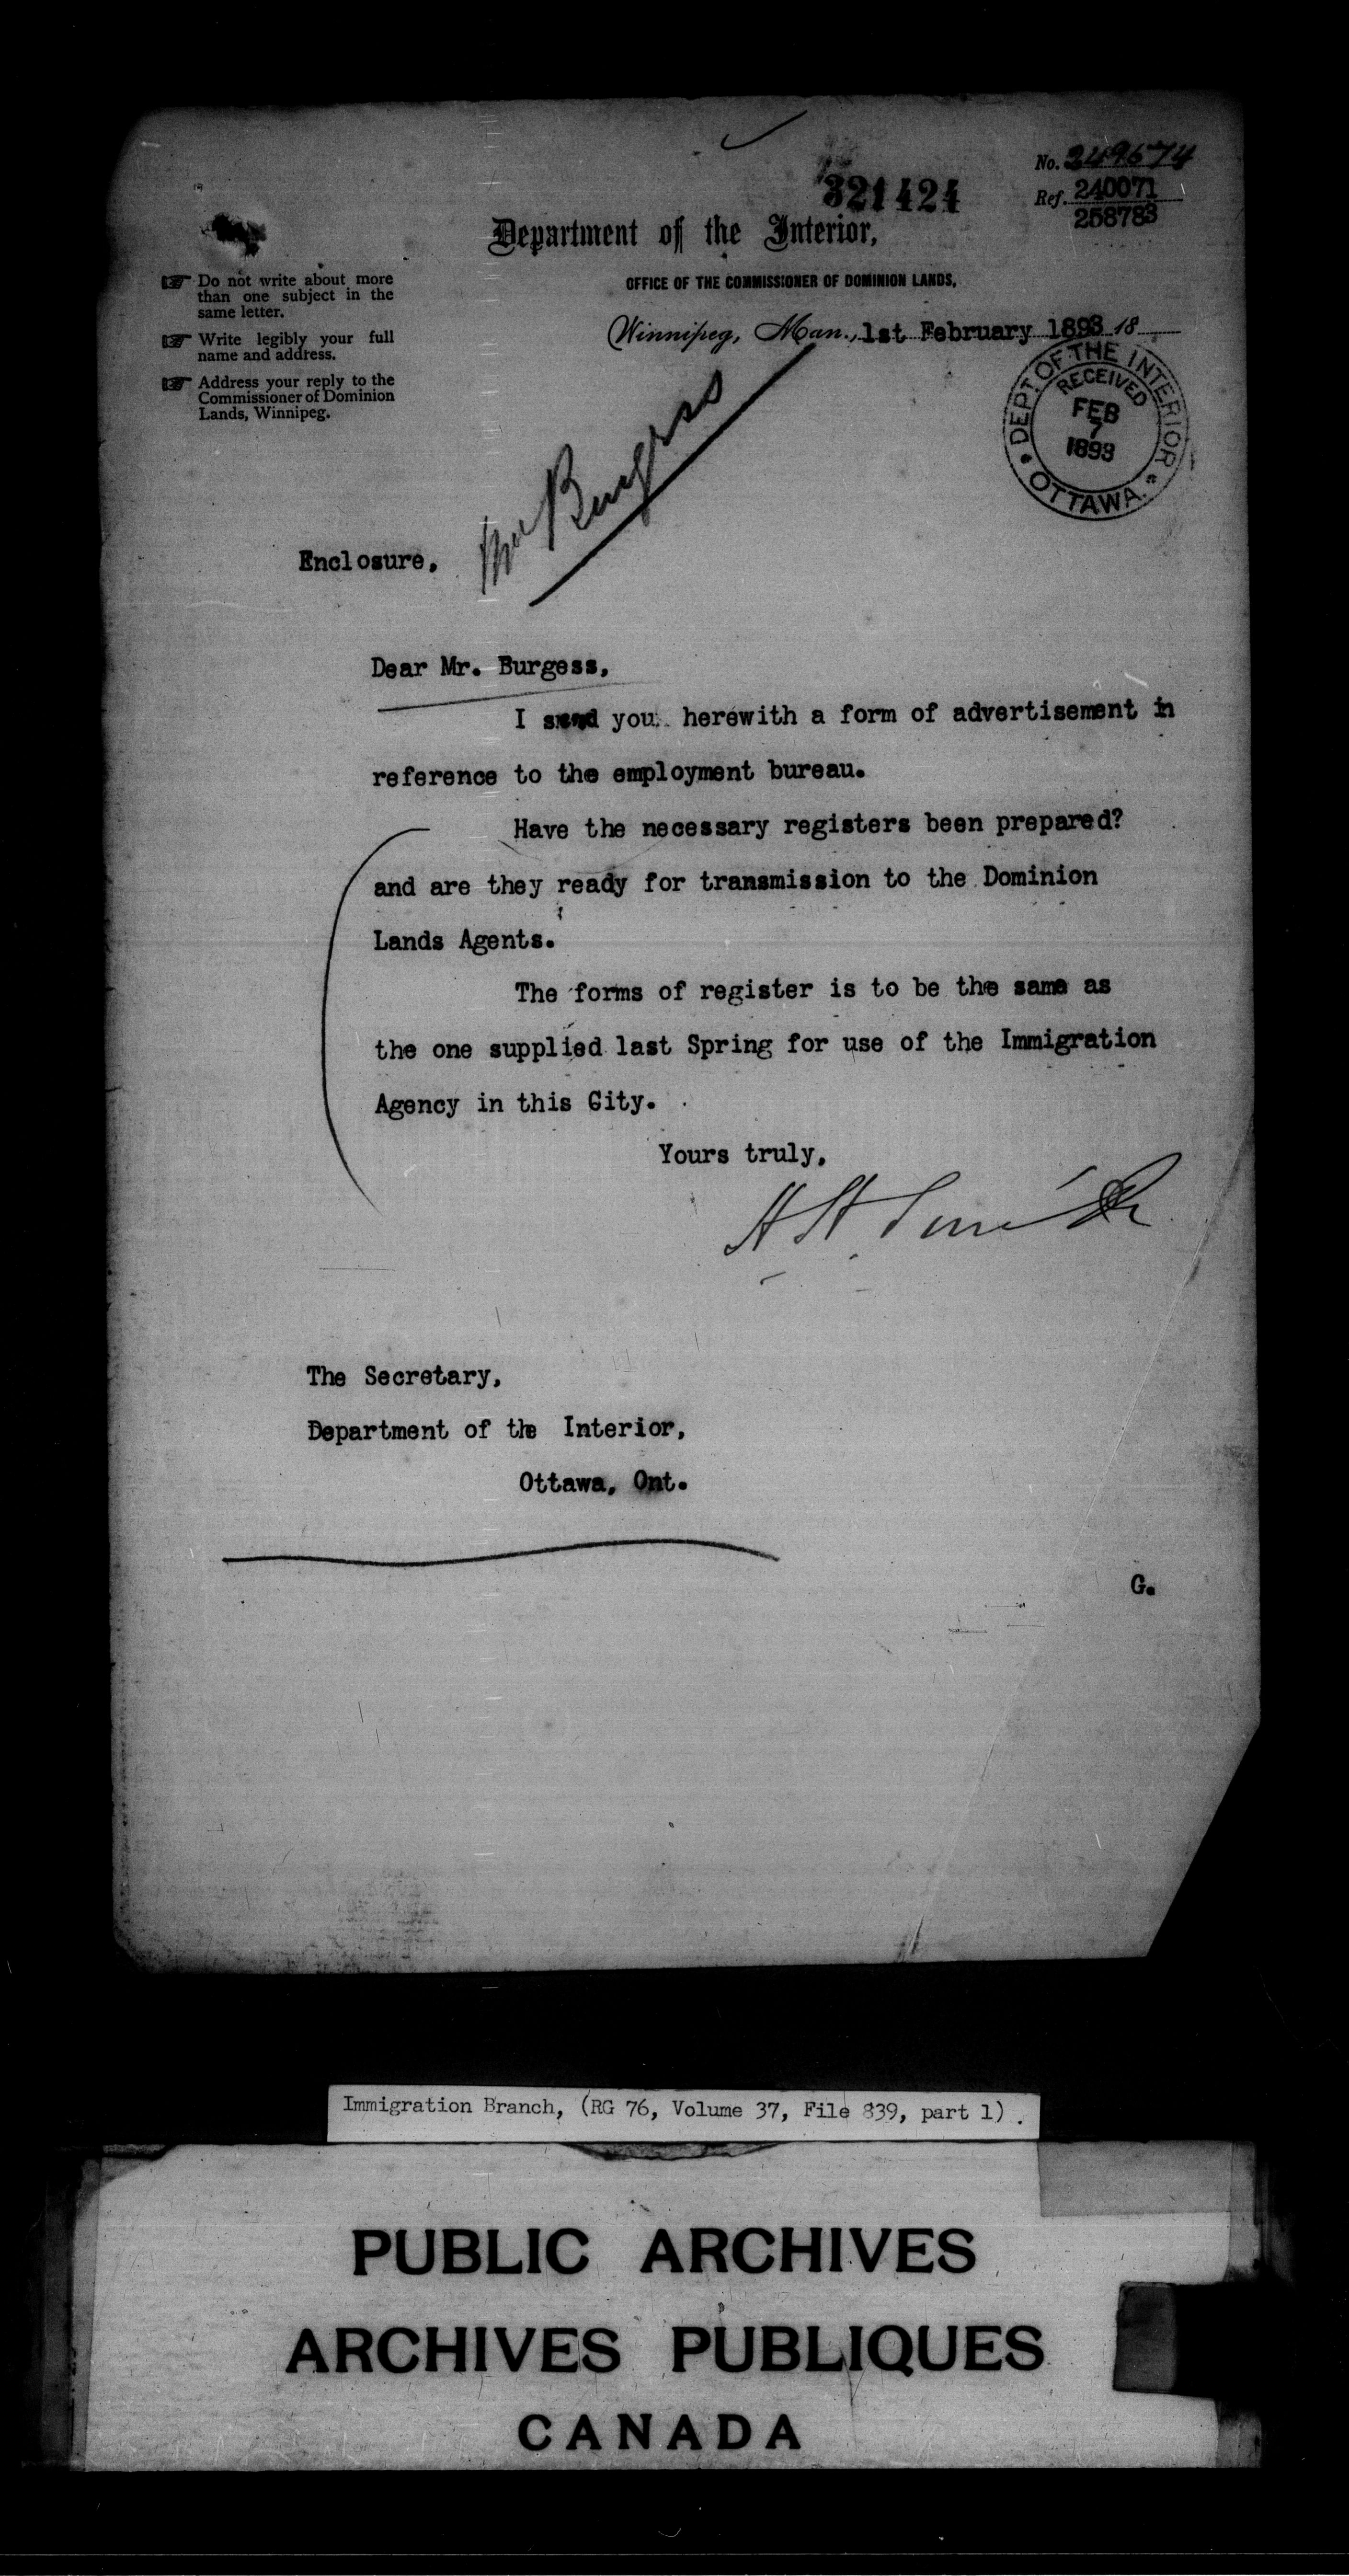 No. 249674
321424
Ref. 240071
258783
Department of the Interior,
OFFICE OF THE COMMISSIONER OF DOMINION LANDS,
Do not write about more
than one subject in the
same letter.
Write legibly your full
name and address.
Address your reply to the
Commissioner of Dominion
Lands, Winnipeg.
Winnipeg, Man., 1st February 1893 18
DEPT. OF THE INTERIOR
RECEIVED
FEB
7
1893
OTTAWA.
Mr Burgess
Enclosure,
Dear Mr. Burgess,
I send you herewith a form of advertisement in
reference to the employment bureau.
Have the necessary registers been prepared?
and are they ready for transmission to the Dominion
Lands Agents.
The forms of register is to be the same as
the one supplied last Spring for use of the Immigration
Agency in this City.
Yours truly,
H H Smith
The Secretary,
Department of the Interior,
Ottawa, Ont.
G.
Immigration Branch, (RG 76, Volume 37, File 839, part 1).
PUBLIC ARCHIVES
ARCHIVES PUBLIQUES
CANADA